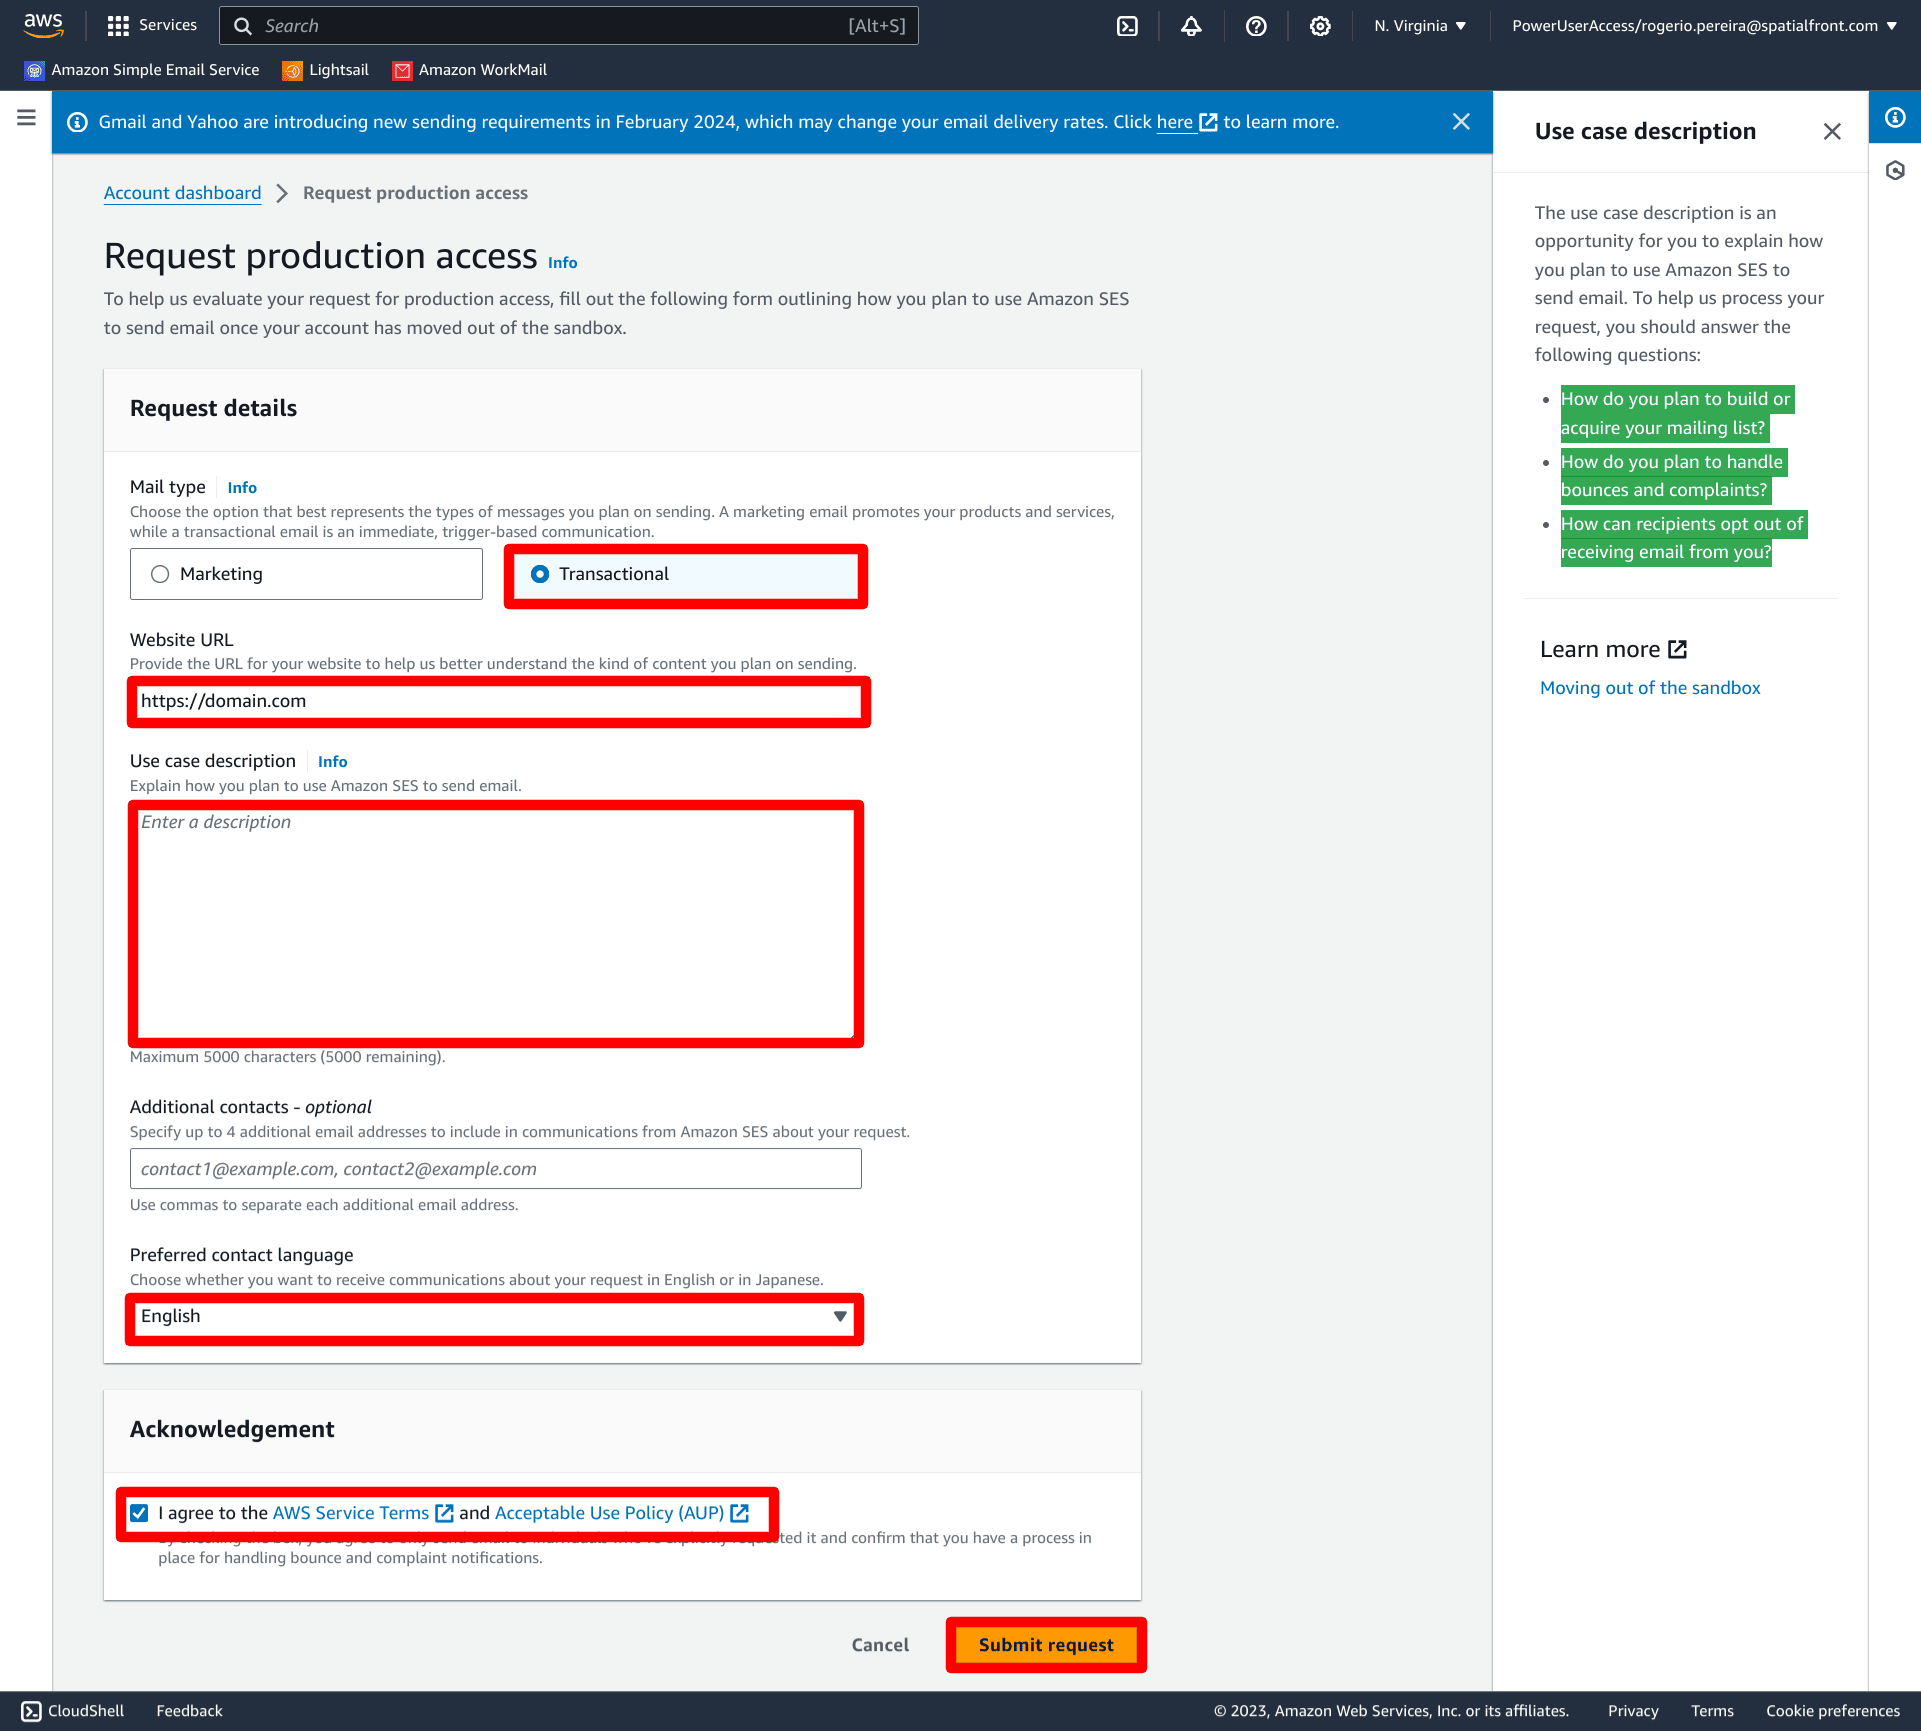 aws
Services
Search
[Alt+S]
N. Virginia
PowerUserAccess/rogerio.pereira@spatialfront.com
Amazon Simple Email Service
Lightsail
Amazon WorkMail
Gmail and Yahoo are introducing new sending requirements in February 2024, which may change your email delivery rates. Click here to learn more.
Account dashboard
Request production access
Request production access Info
To help us evaluate your request for production access, fill out the following form outlining how you plan to use Amazon SES
to send email once your account has moved out of the sandbox.
Request details
Mail type
Info
Choose the option that best represents the types of messages you plan on sending. A marketing email promotes your products and services,
while a transactional email is an immediate, trigger-based communication.
Marketing
Transactional
Website URL
Provide the URL for your website to help us better understand the kind of content you plan on sending.
https://domain.com
Use case description
Info
Explain how you plan to use Amazon SES to send email.
Enter a description
Maximum 5000 characters (5000 remaining).
Additional contacts - optional
Specify up to 4 additional email addresses to include in communications from Amazon SES about your request.
contact1@example.com, contact2@example.com
Use commas to separate each additional email address.
Preferred contact language
Choose whether you want to receive communications about your request in English or in Japanese.
English
Acknowledgement
I agree to the AWS Service Terms and Acceptable Use Policy (AUP)
it and confirm that you have a process in
place for handling bounce and complaint notifications.
Cancel
Submit request
Use case description
The use case description is an
opportunity for you to explain how
you plan to use Amazon SES to
send email. To help us process your
request, you should answer the
following questions:
How do you plan to build or
acquire your mailing list?
How do you plan to handle
bounces and complaints?
How can recipients opt out of
receiving email from you?
Learn more
Moving out of the sandbox
CloudShell
Feedback
© 2023, Amazon Web Services, Inc. or its affiliates.
Privacy
Terms
Cookie preferences